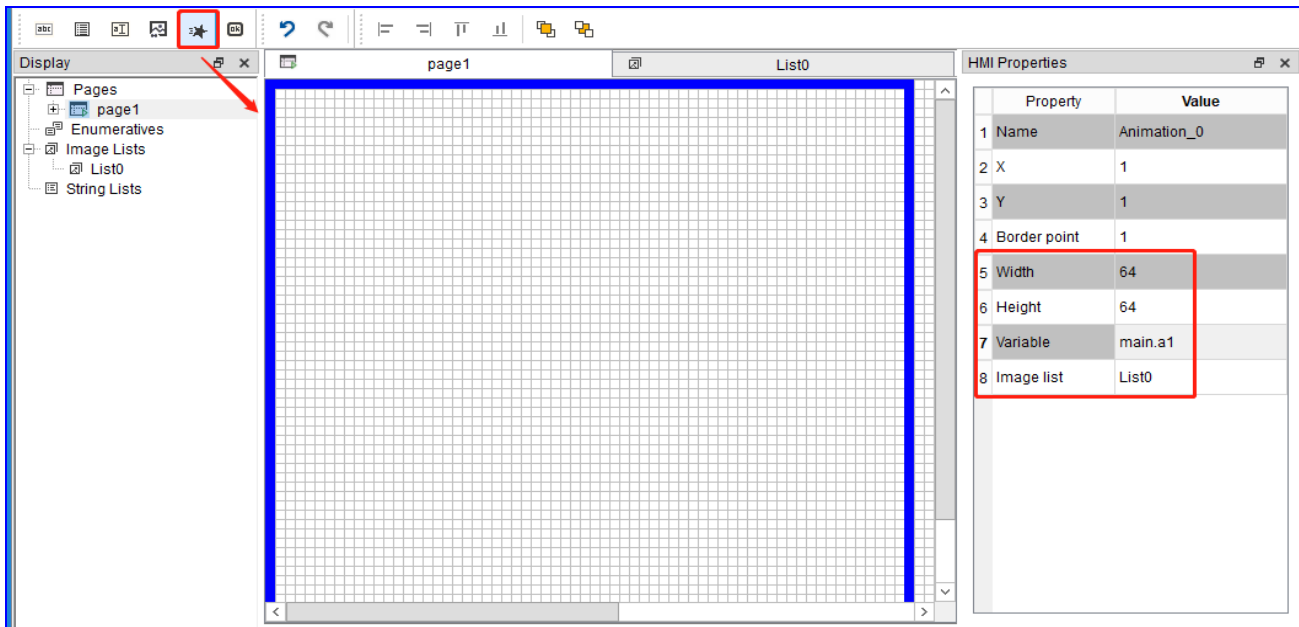 abc aI ok
Display
page1
List0
HMI Properties
Pages
page1
Enumeratives
Image Lists
List0
String Lists
Property Value
1 Name Animation_0
2 X 1
3 Y 1
4 Border point 1
5 Width 64
6 Height 64
7 Variable main.a1
8 Image list List0